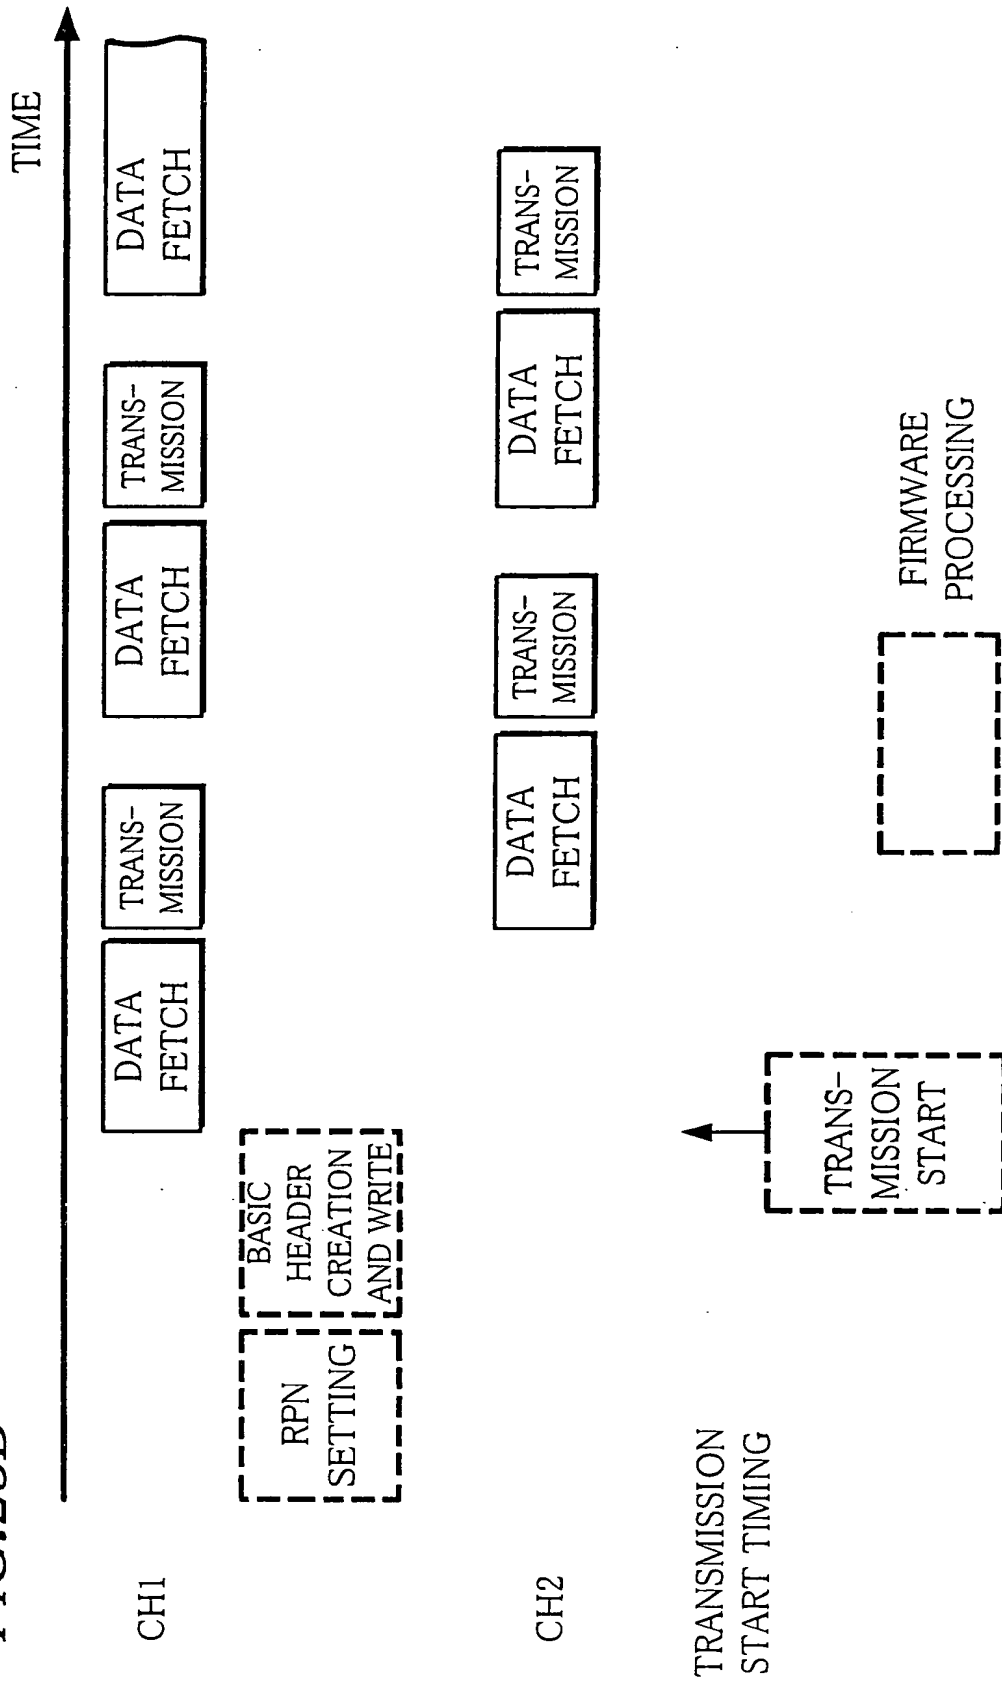 TIME
CH1
DATA
FETCH
TRANS-
MISSION
DATA
FETCH
TRANS-
MISSION
DATA
FETCH
RPN
SETTING
BASIC
HEADER
CREATION
AND WRITE
CH2
DATA
FETCH
TRANS-
MISSION
DATA
FETCH
TRANS-
MISSION
TRANSMISSION
START TIMING
TRANS-
MISSION
START
FIRMWARE
PROCESSING